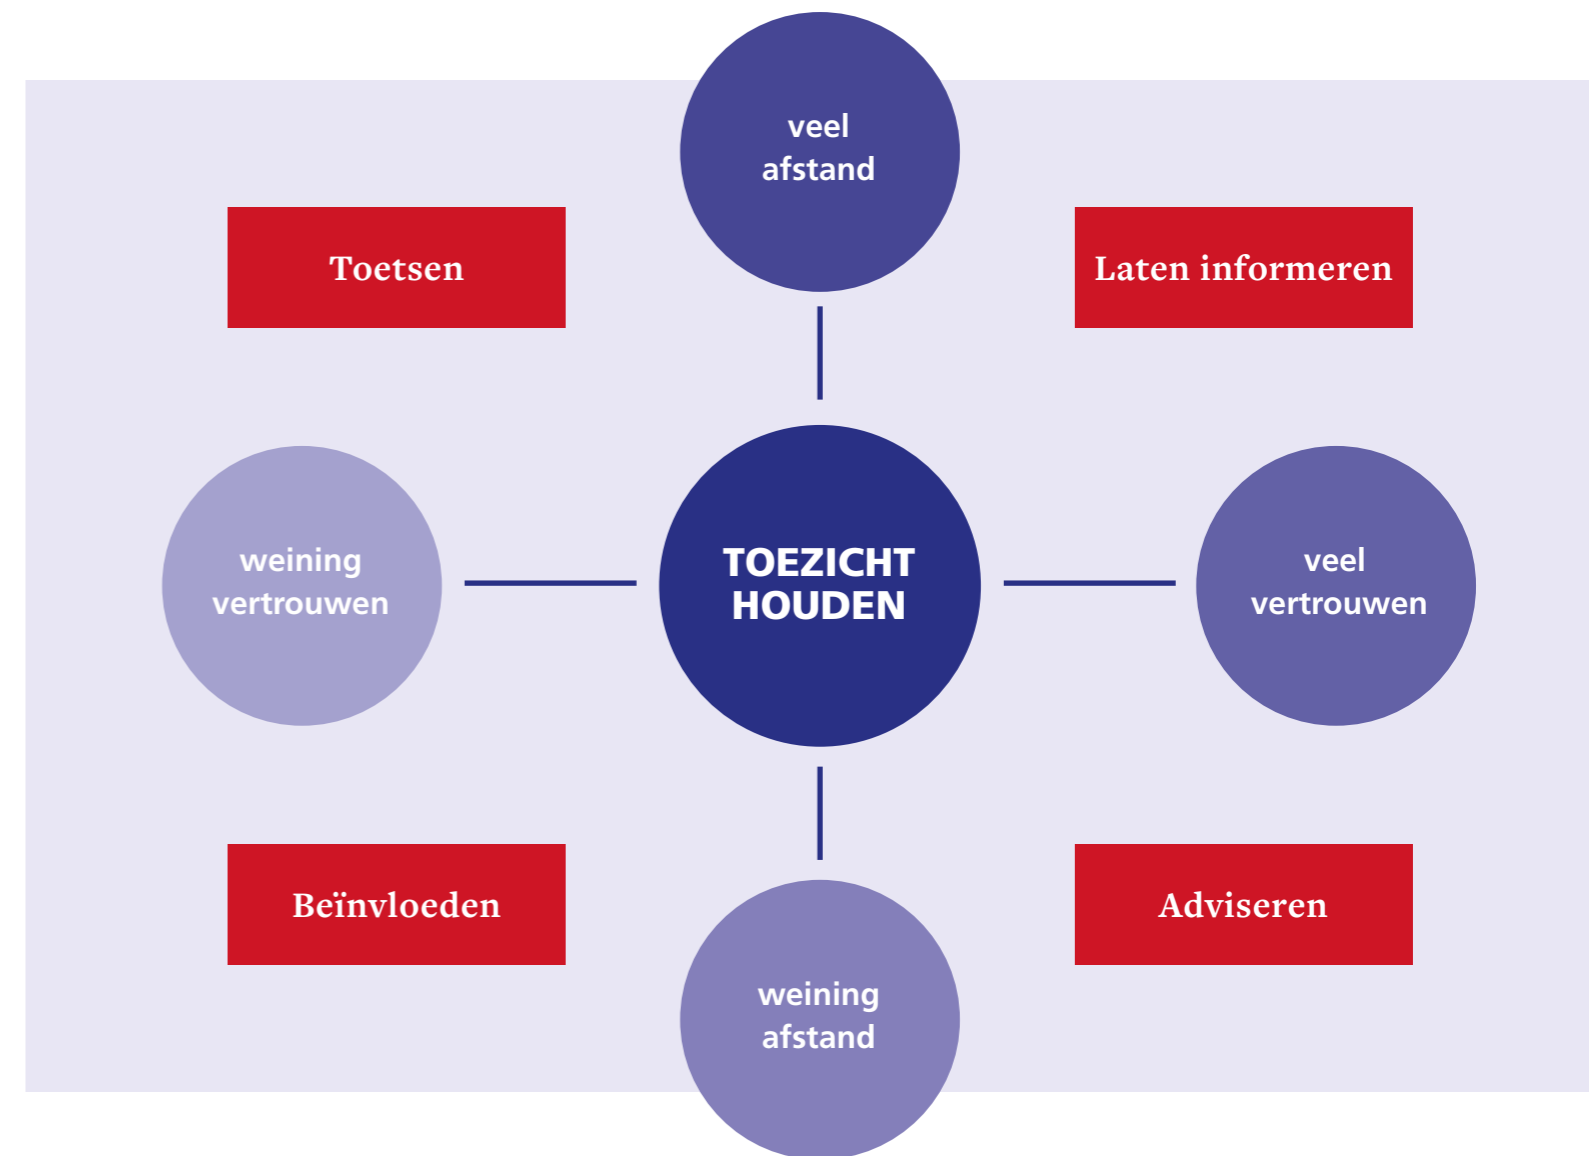 veel
afstand
Toetsen
Laten informeren
weining
vertrouwen
TOEZICHT
HOUDEN
veel
vertrouwen
Beïnvloeden
Adviseren
weining
afstand